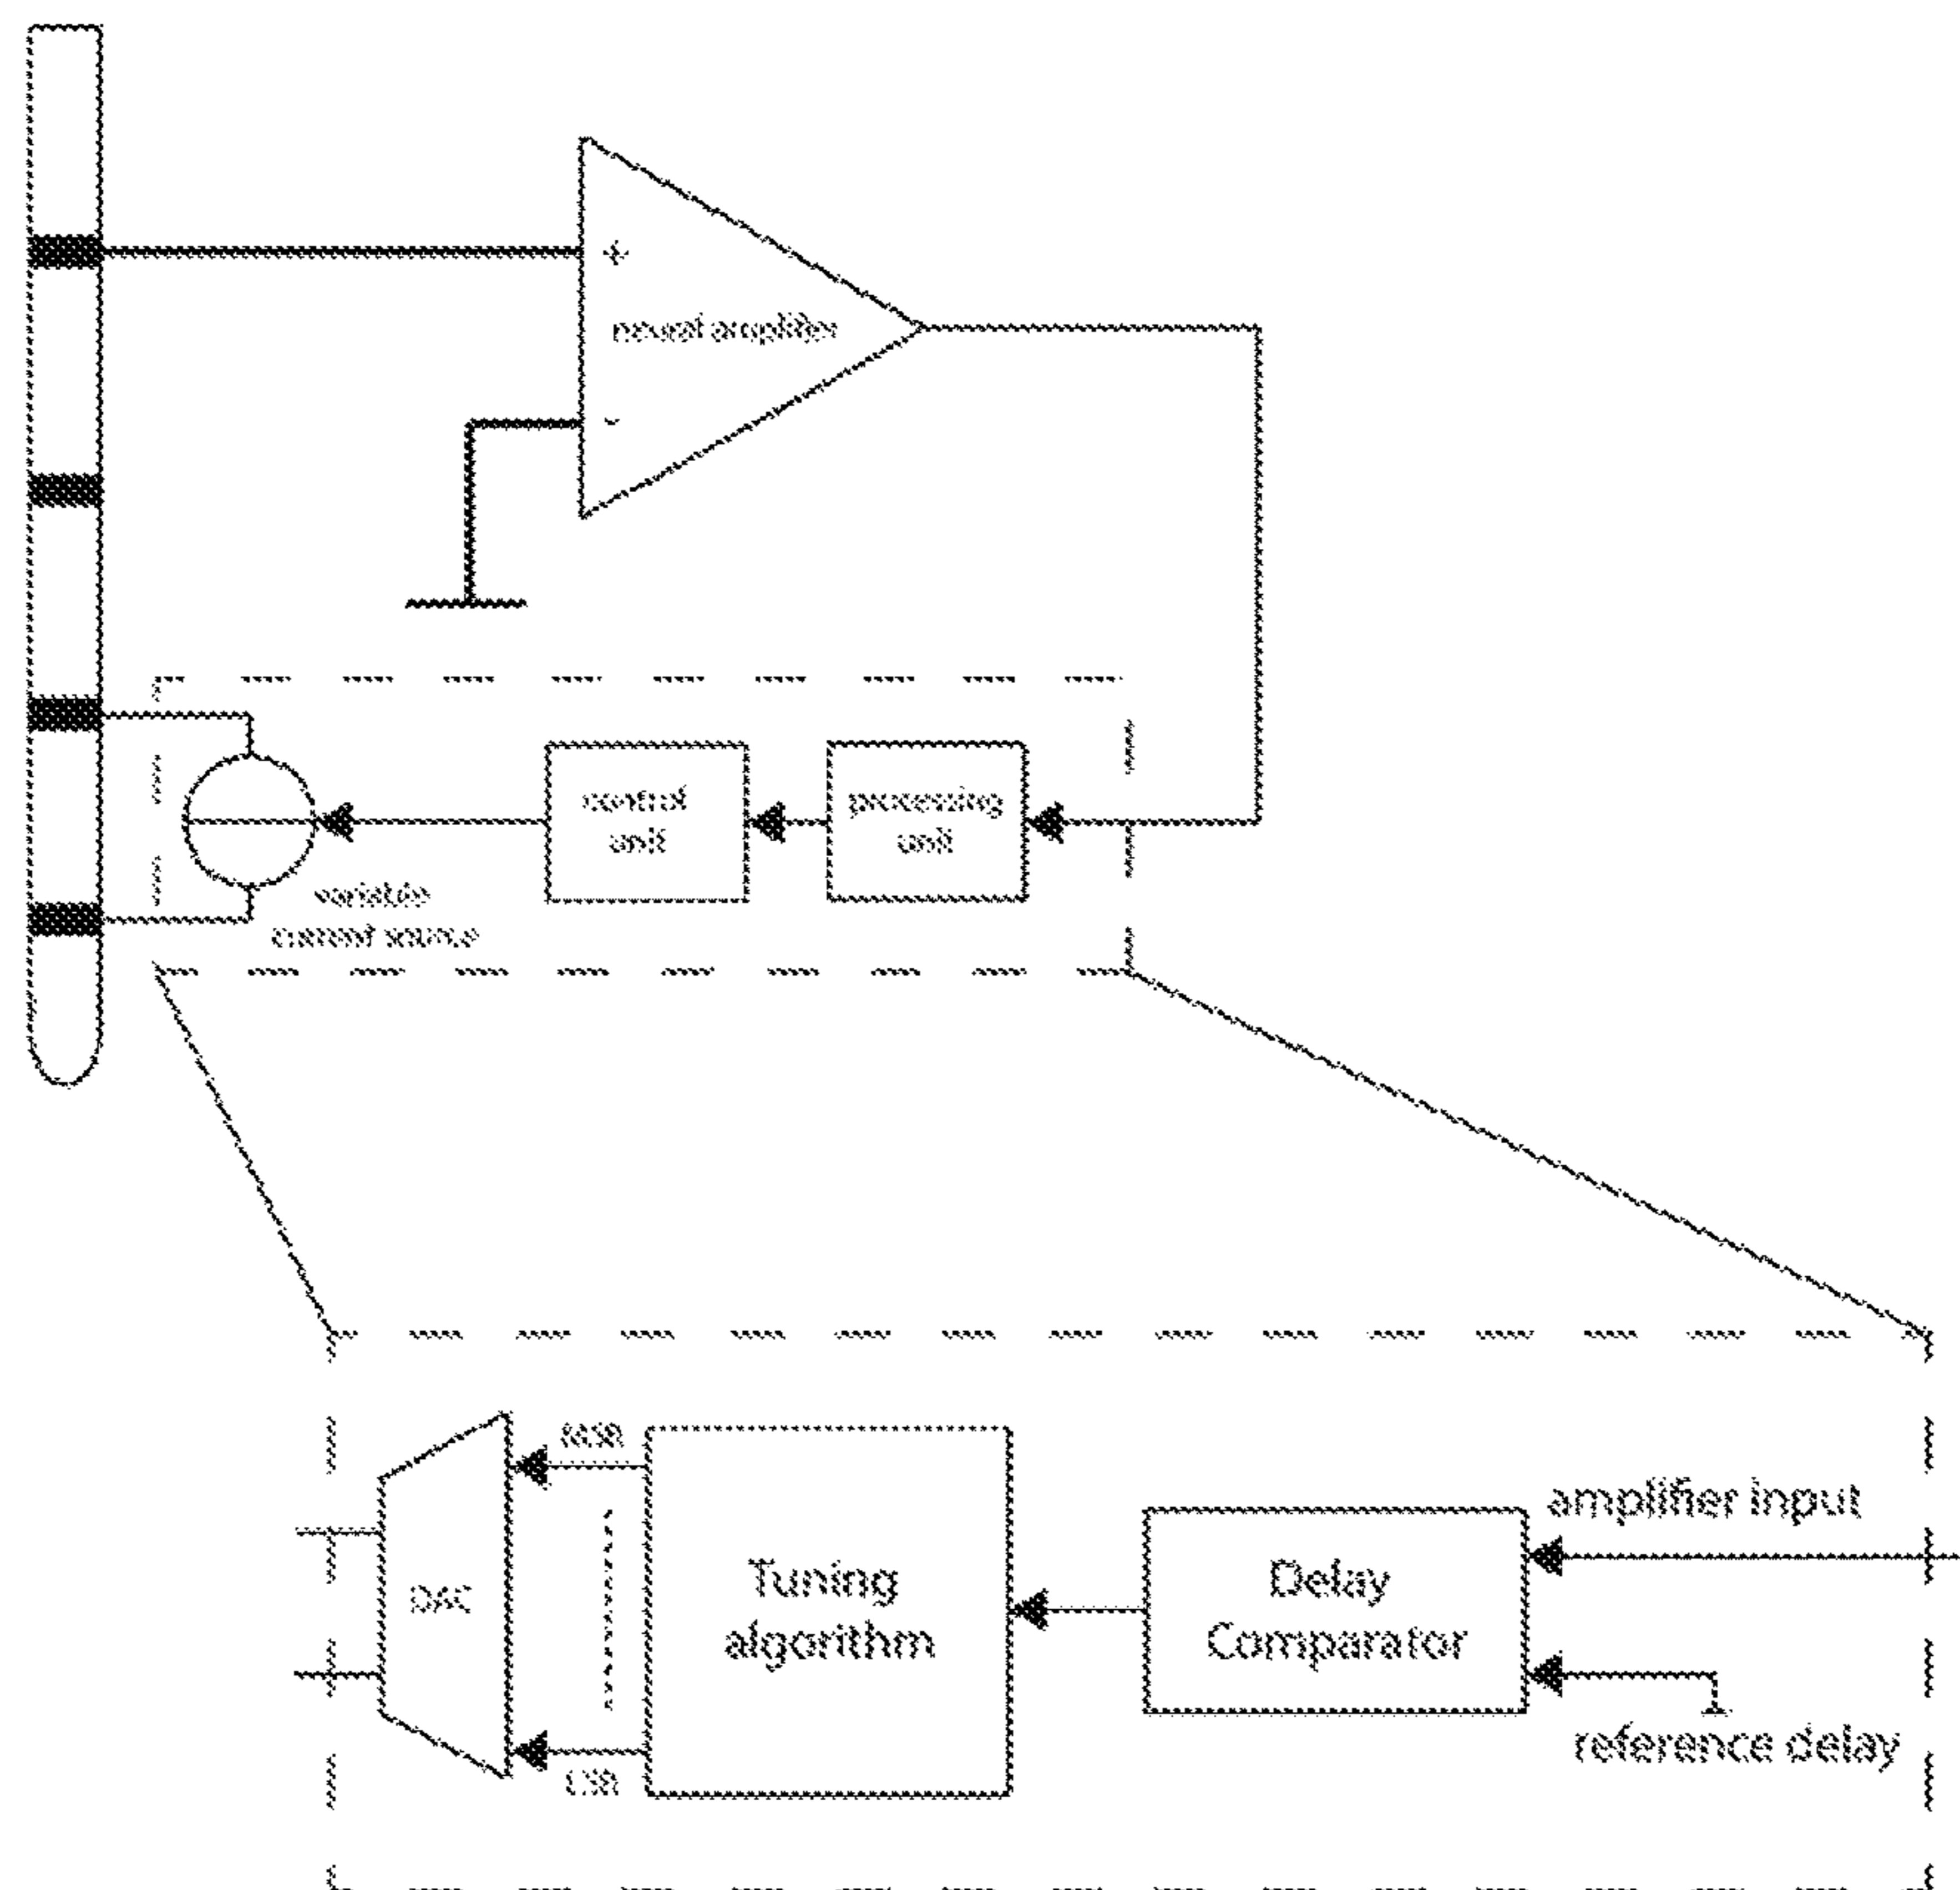 +
neural amplifier
-
control
unit
processing
unit
variable
current source
MSB
amplifier input
DAC
Tuning
algorithm
Delay
Comparator
reference delay
LSB